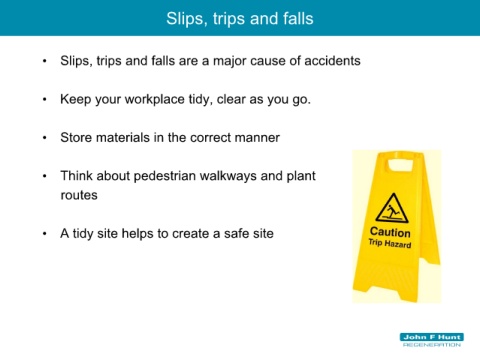 Slips, trips and falls
• Slips, trips and falls are a major cause of accidents
• Keep your workplace tidy, clear as you go.
• Store materials in the correct manner
• Think about pedestrian walkways and plant
routes
• A tidy site helps to create a safe site
Caution
Trip Hazard
John F Hunt
REGENERATION